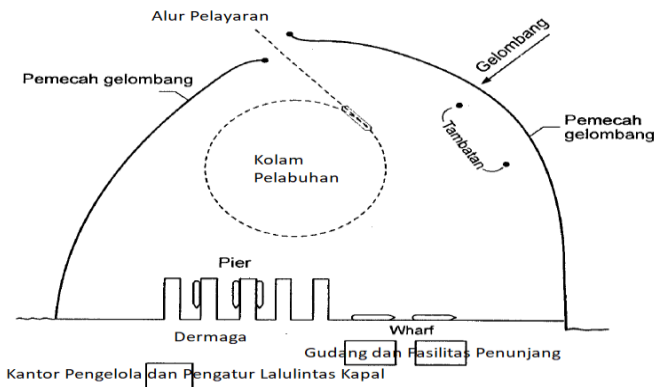 Alur Pelayaran
Gelombang
Pemecah gelombang
Pemecah
gelombang
Tambatan
Kolam
Pelabuhan
Pier
Dermaga
Wharf
Gudang dan Fasilitas Penunjang
Kantor Pengelola dan Pengatur Lalulintas Kapal